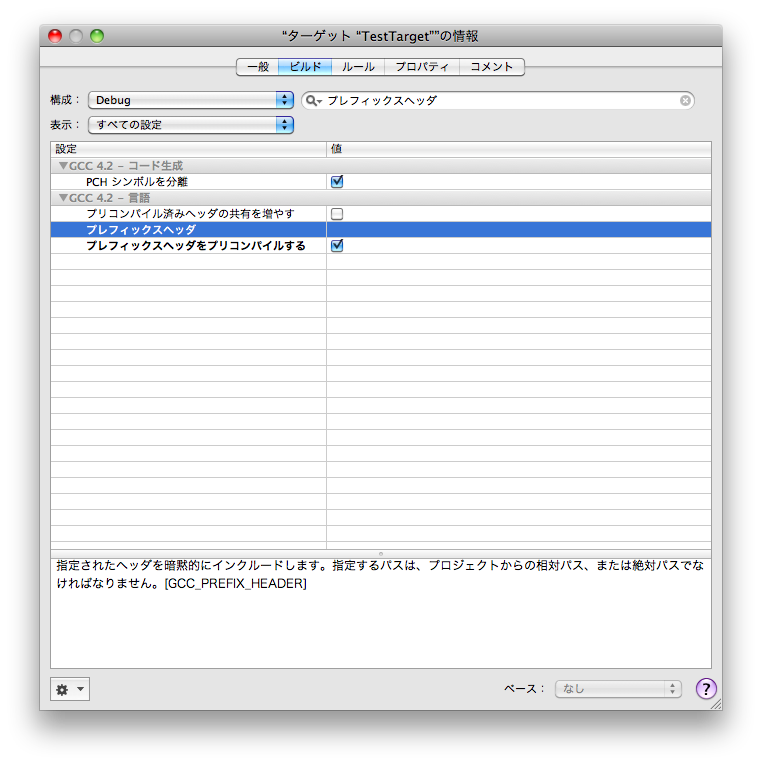 “ターゲット “TestTarget””の情報
一般 ビルド ルール プロパティ コメント
構成： Debug プレフィックスヘッダ
表示： すべての設定
設定 値
▼GCC 4.2 – コード生成
PCH シンボルを分離
▼GCC 4.2 – 言語
プリコンパイル済みヘッダの共有を増やす
プレフィックスヘッダ
プレフィックスヘッダをプリコンパイルする
指定されたヘッダを暗黙的にインクルードします。指定するパスは、プロジェクトからの相対パス、または絶対パスでな
ければなりません。[GCC_PREFIX_HEADER]
ベース： なし ?